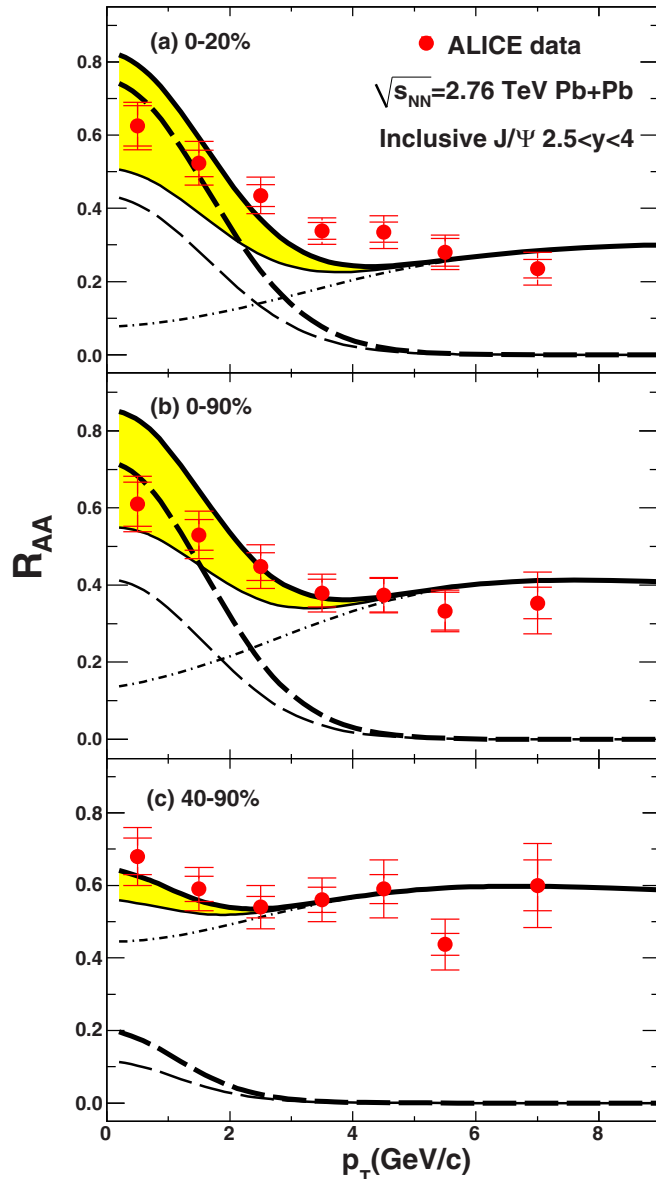 (a) 0-20%
ALICE data
√sNN=2.76 TeV Pb+Pb
Inclusive J/Ψ 2.5<y<4
0.8
0.6
0.4
0.2
0.0
(b) 0-90%
0.8
0.6
0.4
0.2
0.0
RAA
(c) 40-90%
0.8
0.6
0.4
0.2
0.0
0 2 4 6 8
pT(GeV/c)